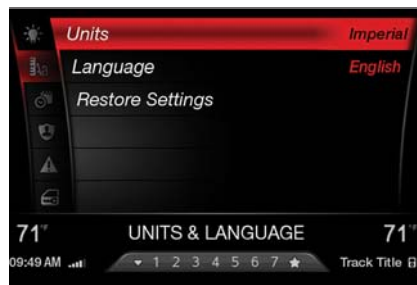 Units Imperial
Language English
Restore Settings
71° UNITS & LANGUAGE 71°
09:49 AM 1 2 3 4 5 6 7 Track Title